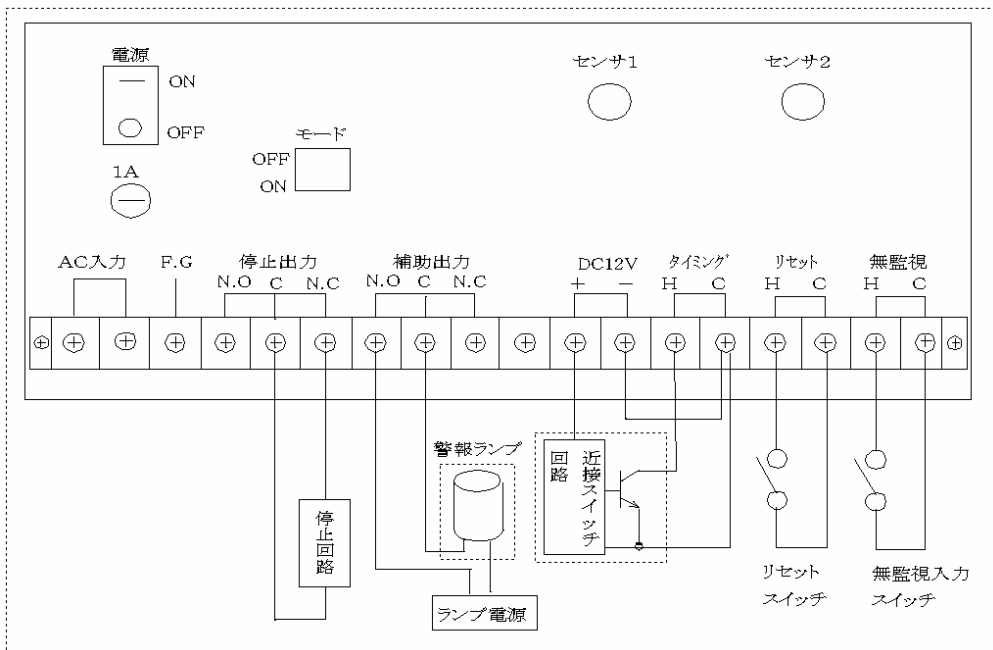 電源
ON
OFF
1A
モード
OFF
ON
センサ1
センサ2
AC入力
F.G
停止出力
N.O C N.C
補助出力
N.O C N.C
DC12V
+ −
タイミング
H C
リセット
H C
無監視
H C
停止回路
警報ランプ
ランプ電源
近接スイッチ
回路
リセット
スイッチ
無監視入力
スイッチ